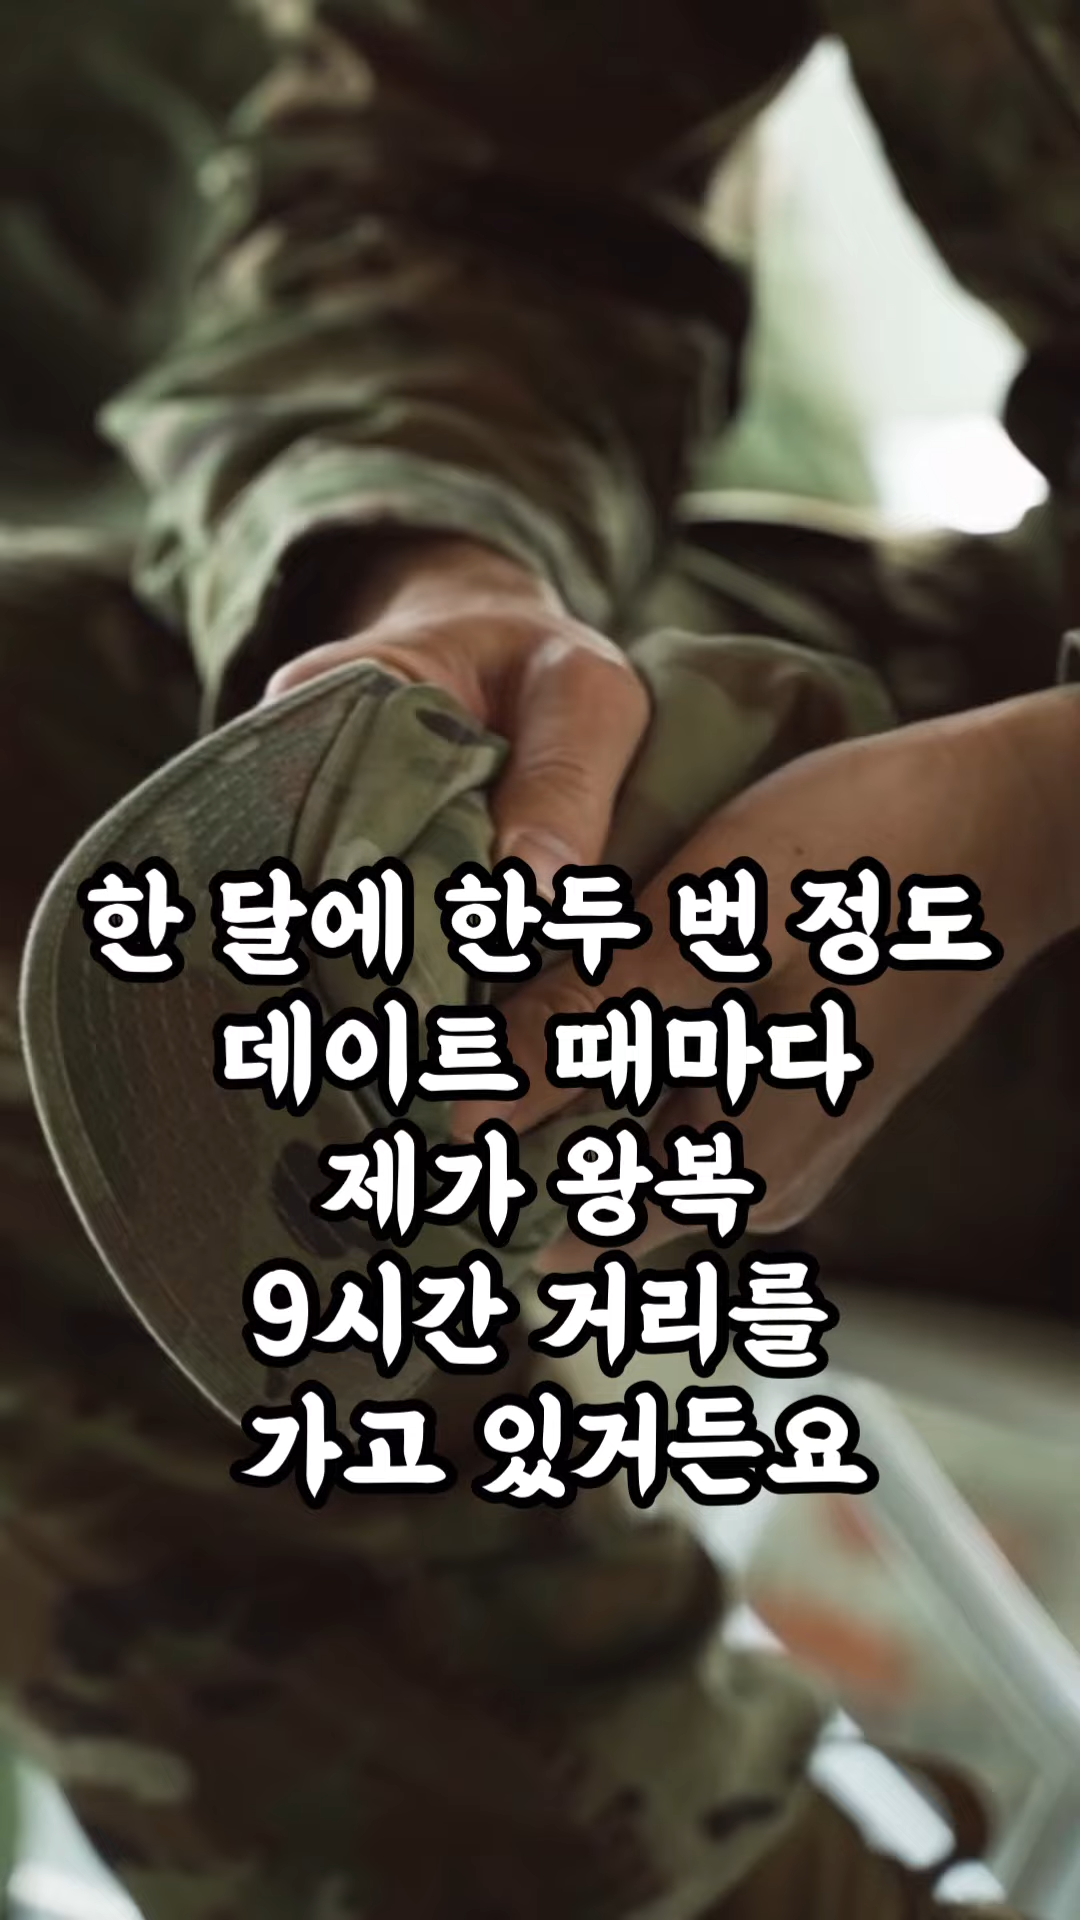 한 달에 한두 번 정도
데이트 때마다
제가 왕복
9시간 거리를
가고 있거든요